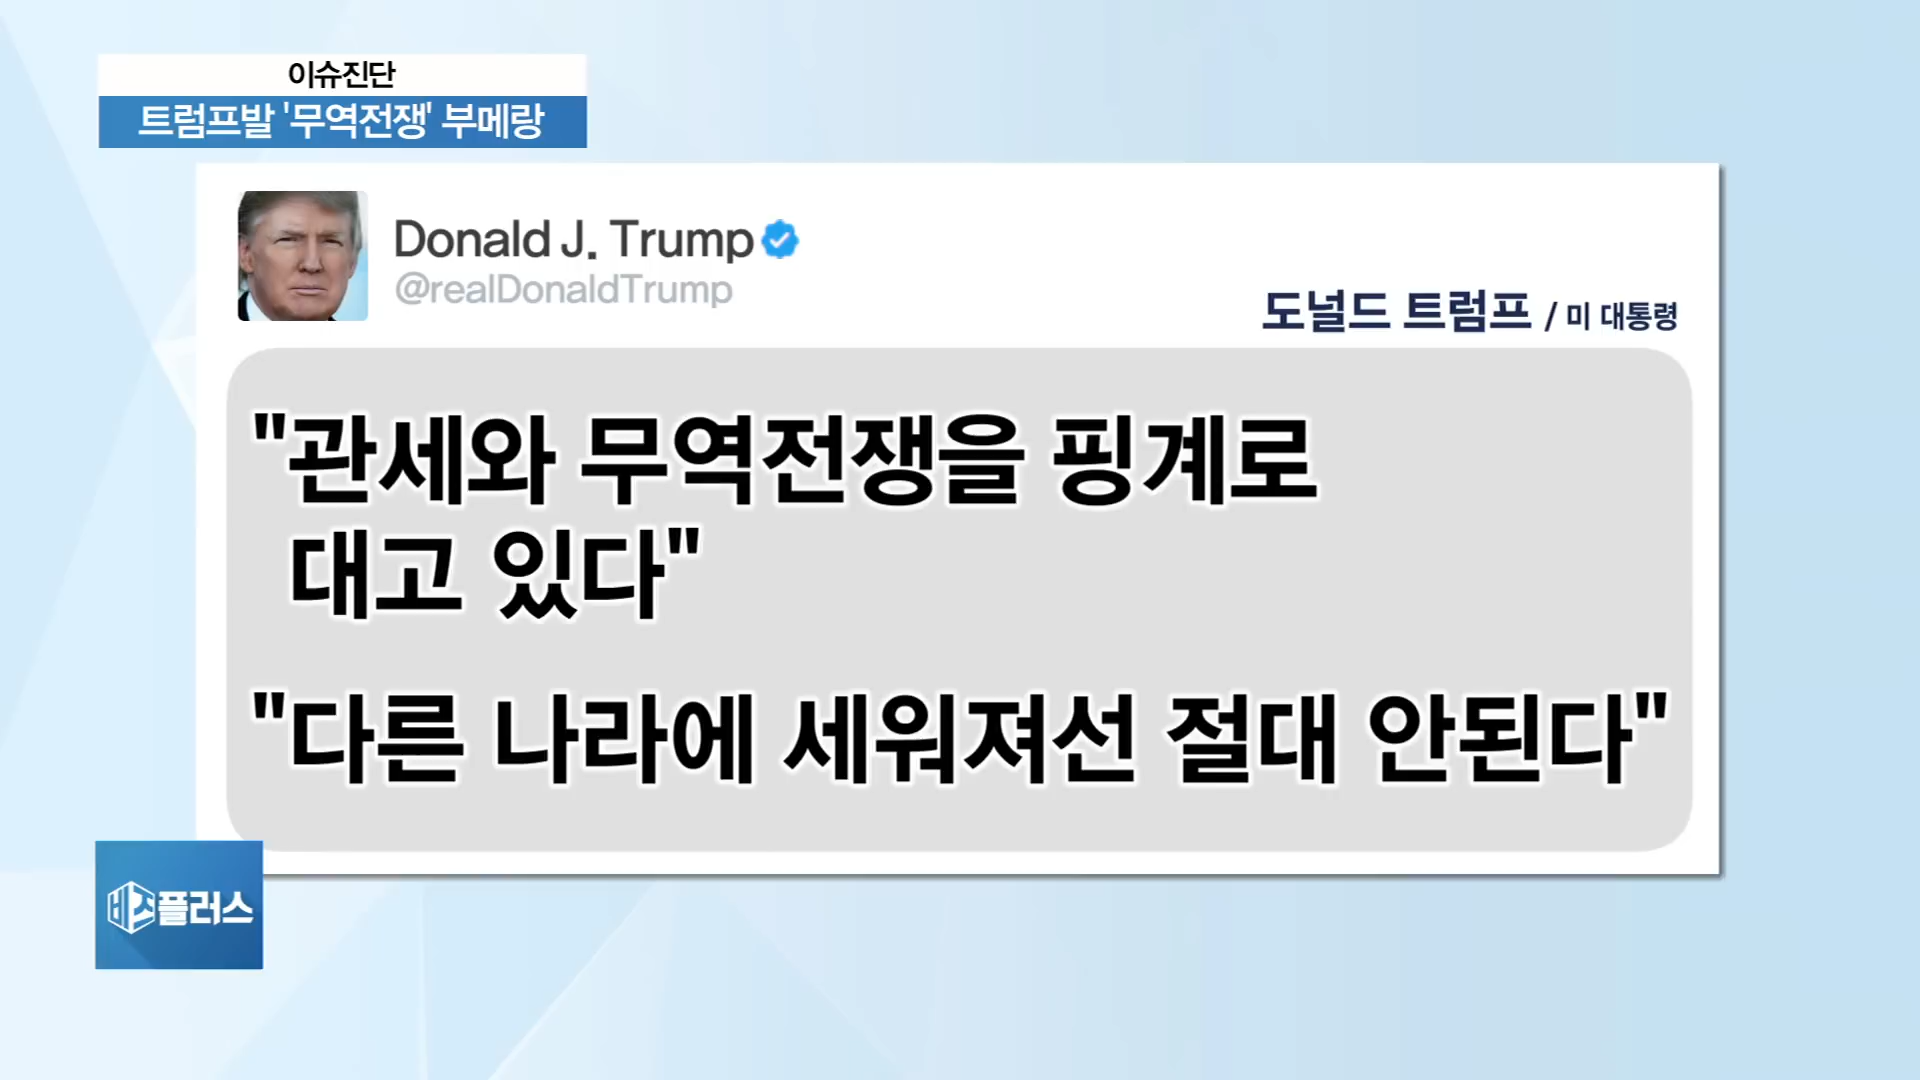 이슈진단
트럼프발 '무역전쟁' 부메랑
Donald J. Trump
@realDonaldTrump
도널드 트럼프 / 미 대통령
"관세와 무역전쟁을 핑계로
대고 있다"
"다른 나라에 세워져선 절대 안된다"
비즈플러스